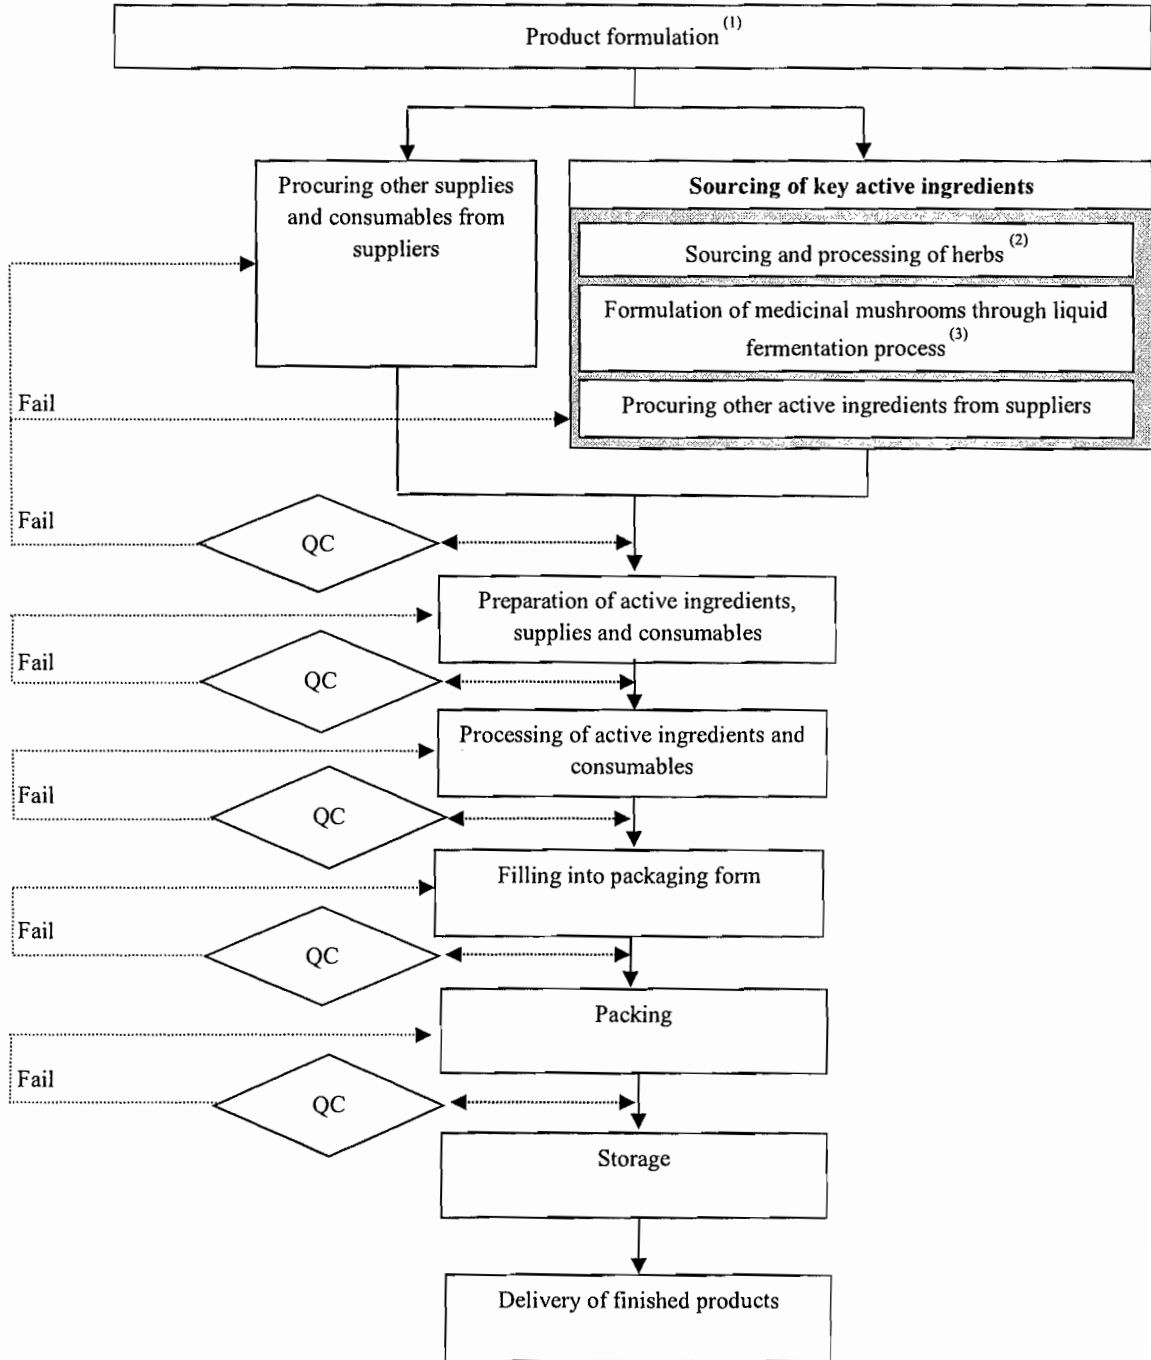 Product formulation (1)
Procuring other supplies
and consumables from
suppliers
Sourcing of key active ingredients
Sourcing and processing of herbs (2)
Formulation of medicinal mushrooms through liquid
fermentation process (3)
Procuring other active ingredients from suppliers
Fail
Fail
QC
Preparation of active ingredients,
supplies and consumables
Fail
QC
Processing of active ingredients and
consumables
Fail
QC
Filling into packaging form
Fail
QC
Packing
Fail
QC
Storage
Delivery of finished products